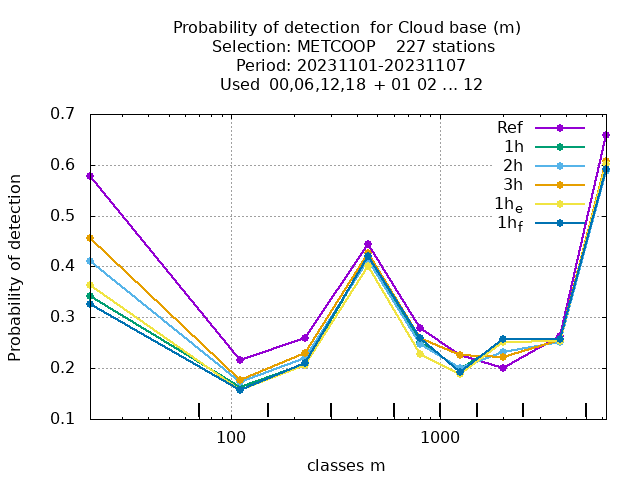 Probability of detection for Cloud base (m)
Selection: METCOOP 227 stations
Period: 20231101-20231107
Used 00,06,12,18 + 01 02 ... 12
Probability of detection
0.7
0.6
0.5
0.4
0.3
0.2
0.1
Ref
1h
2h
3h
1he
1hf
100
1000
classes m